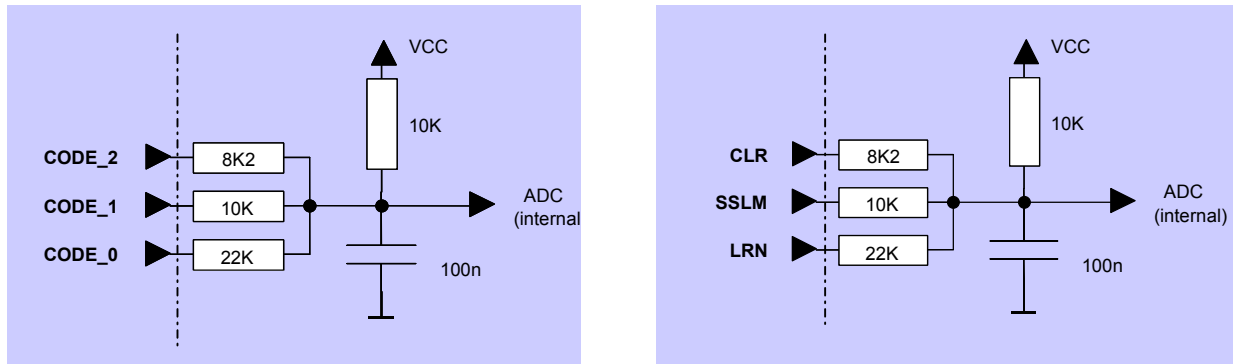 VCC
10K
CODE_2
8K2
CODE_1
10K
ADC
(internal
CODE_0
22K
100n
VCC
10K
CLR
8K2
SSLM
10K
ADC
(internal)
LRN
22K
100n